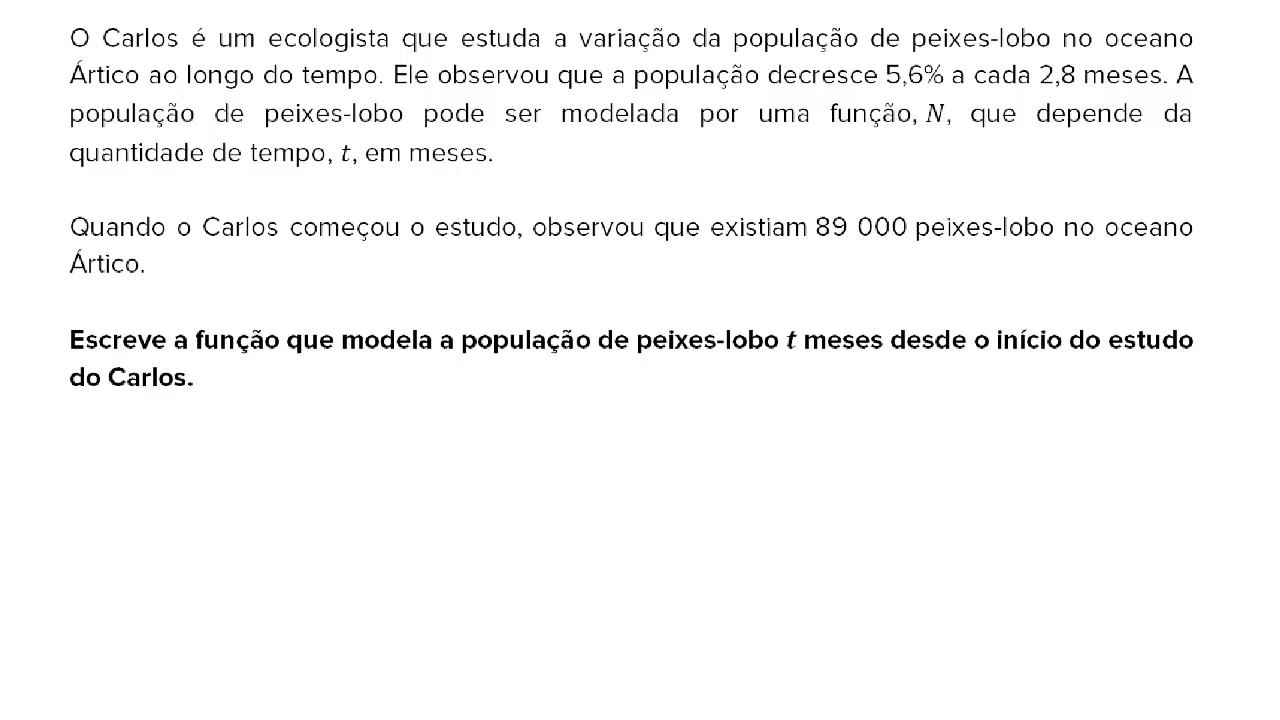 O Carlos é um ecologista que estuda a variação da população de peixes-lobo no oceano
Ártico ao longo do tempo. Ele observou que a população decresce 5,6% a cada 2,8 meses. A
população de peixes-lobo pode ser modelada por uma função, N, que depende da
quantidade de tempo, t, em meses.
Quando o Carlos começou o estudo, observou que existiam 89 000 peixes-lobo no oceano
Ártico.
Escreve a função que modela a população de peixes-lobo t meses desde o início do estudo
do Carlos.